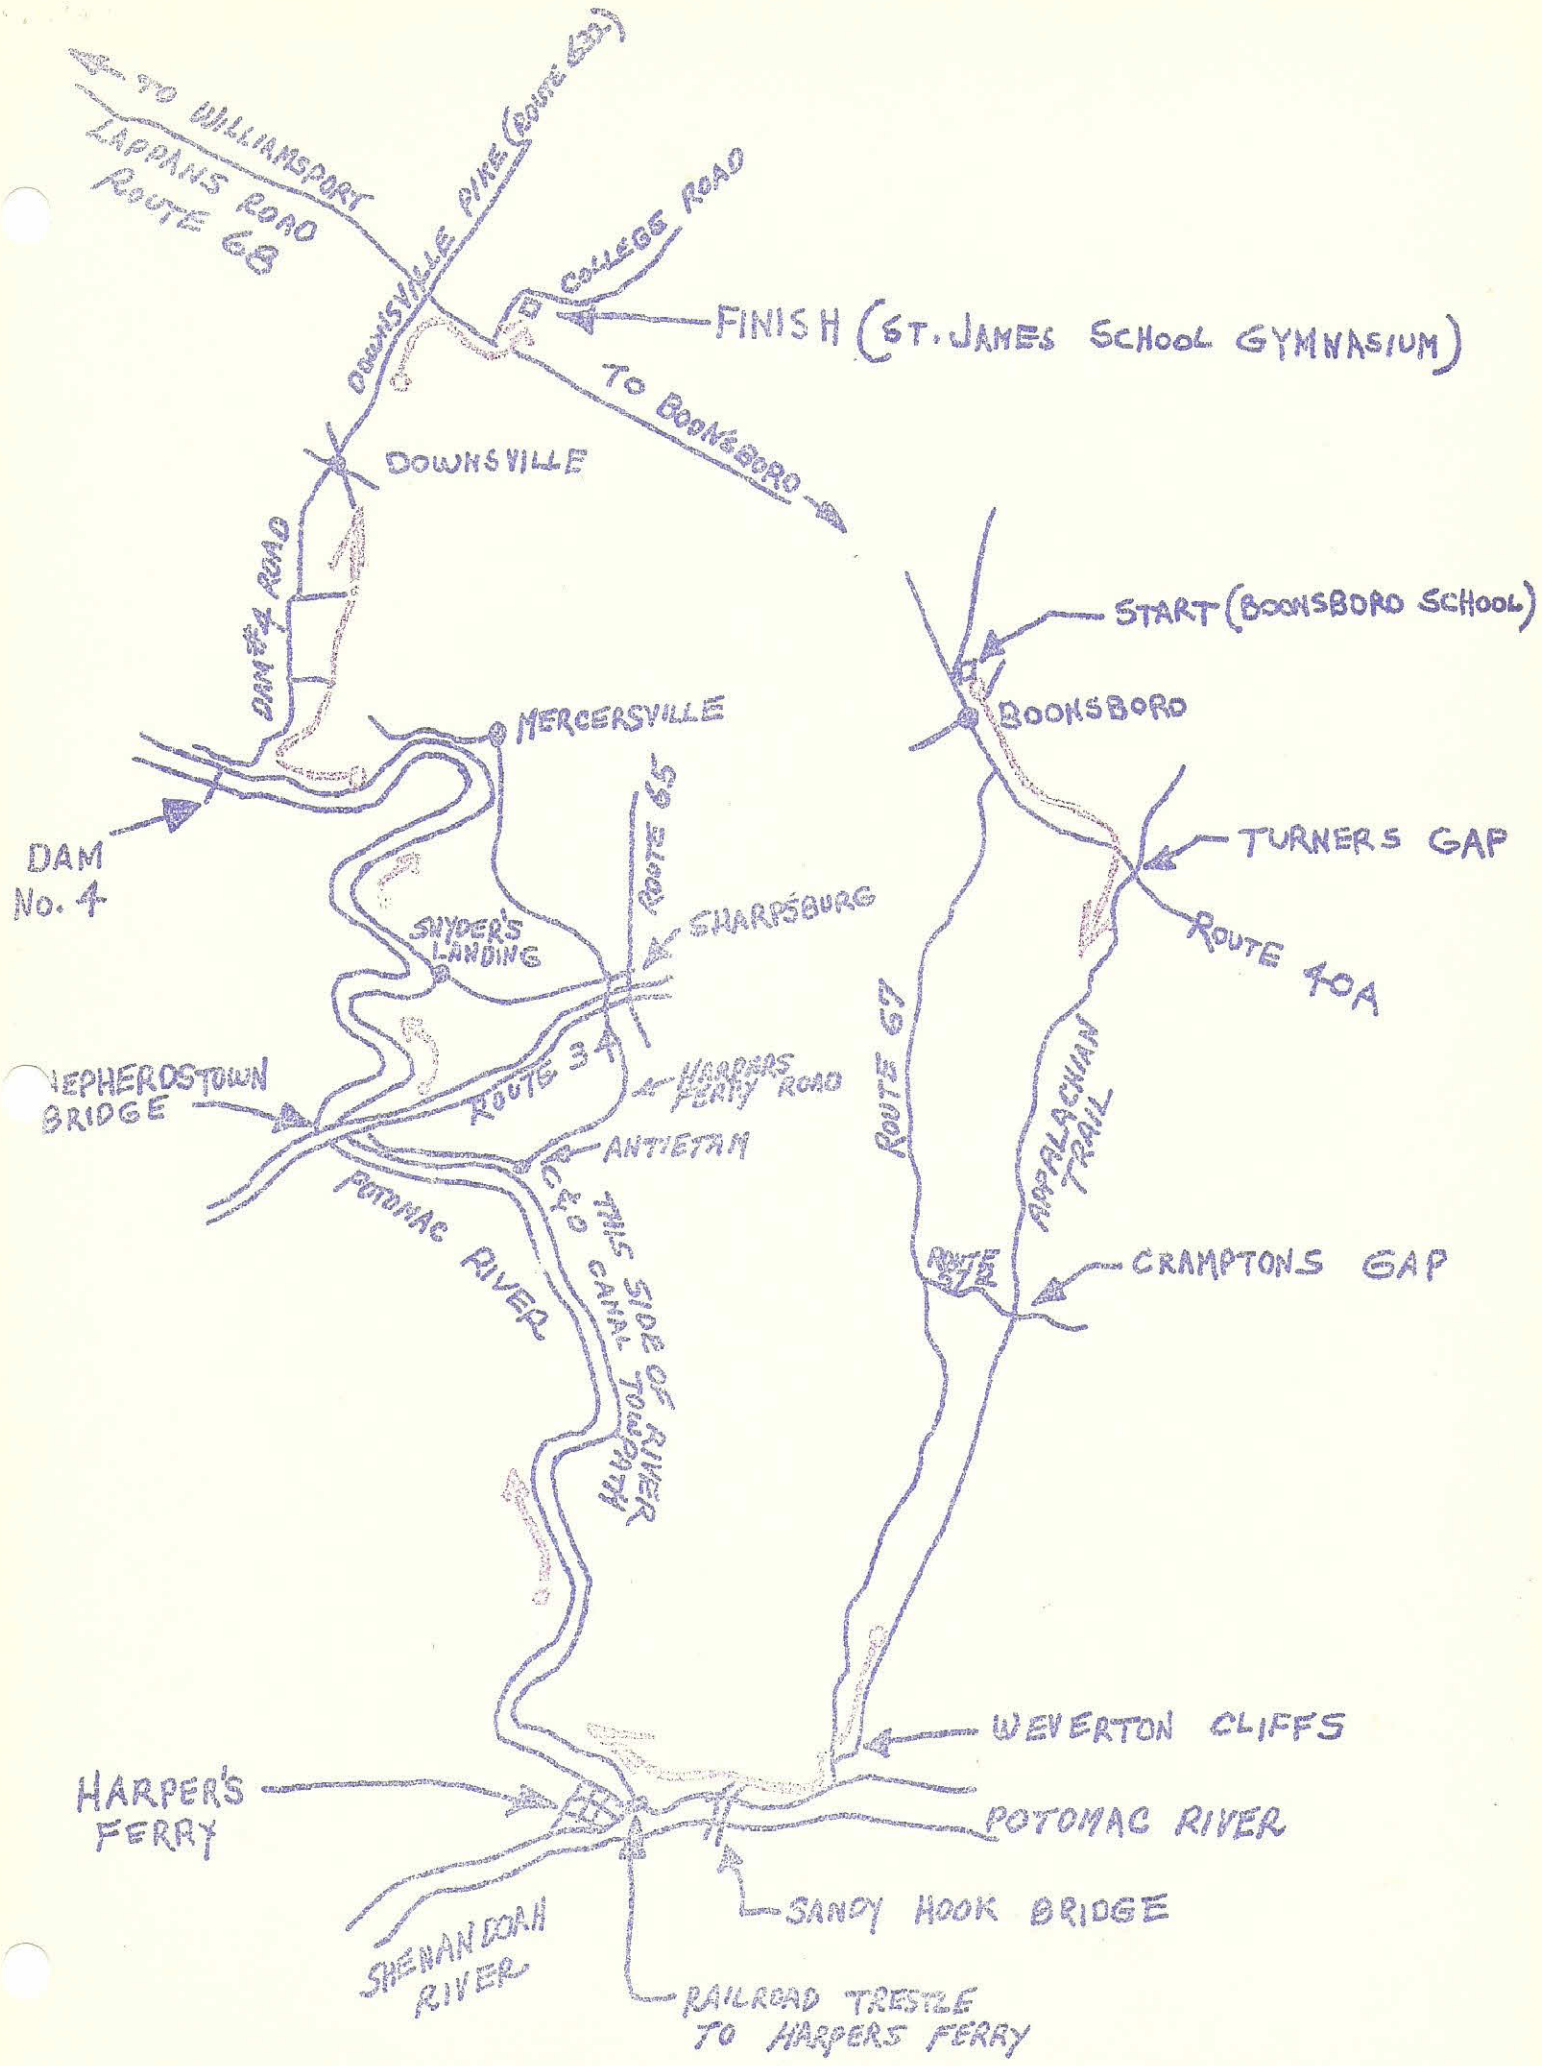 TO WILLIAMSPORT
LAPPANS ROAD
ROUTE 68
DOWNSVILLE PIKE (ROUTE 632)
COLLEGE ROAD
FINISH (ST. JAMES SCHOOL GYMNASIUM)
TO BOONSBORO
DOWNSVILLE
DAM #4 ROAD
START (BOONSBORO SCHOOL)
BOONSBORO
MERCERSVILLE
ROUTE 65
TURNERS GAP
DAM
No. 4
SHARPSBURG
SNYDER'S
LANDING
ROUTE 40A
ROUTE 67
APPALACHIAN
TRAIL
HEPHERDSTOWN
BRIDGE
ROUTE 34
HARPERS
FERRY ROAD
ANTIETAM
POTOMAC RIVER
C&O CANAL TOWPATH
THIS SIDE OF RIVER
ROUTE
CRAMPTONS GAP
WEVERTON CLIFFS
HARPER'S
FERRY
POTOMAC RIVER
SANDY HOOK BRIDGE
SHENANDOAH
RIVER
RAILROAD TRESTLE
TO HARPERS FERRY